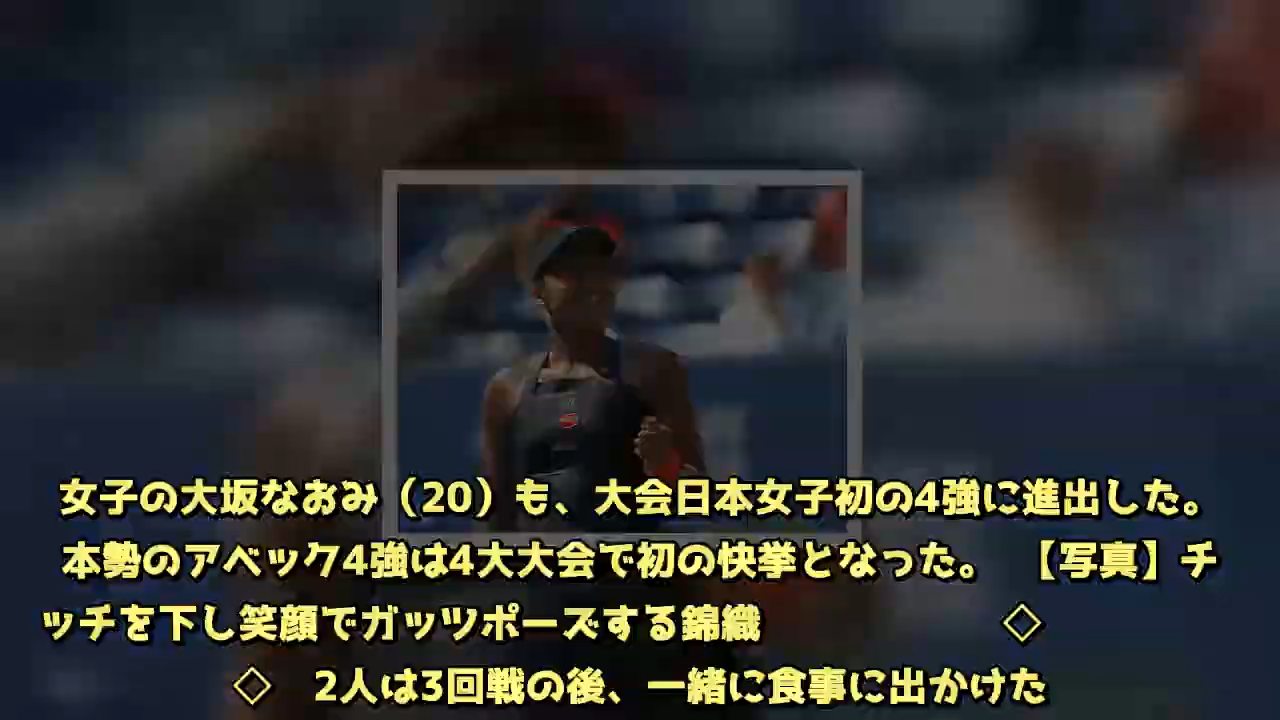 女子の大坂なおみ（20）も、大会日本女子初の4強に進出した。
本勢のアベック4強は4大大会で初の快挙となった。　【写真】チ
ッチを下し笑顔でガッツポーズする錦織　　　　　　◇
◇　2人は3回戦の後、一緒に食事に出かけた